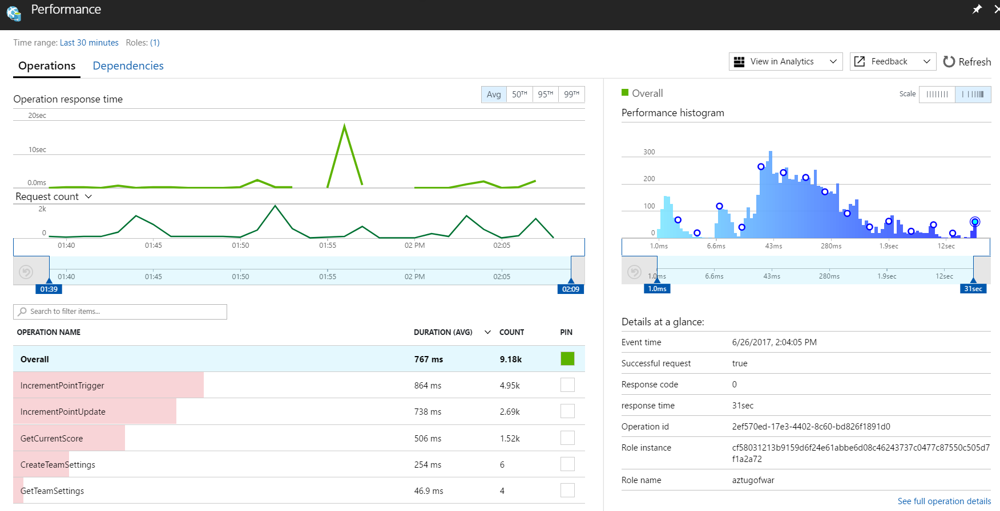 Performance
Time range: Last 30 minutes Roles: (1)
Operations Dependencies
View in Analytics Feedback Refresh
Operation response time
Avg 50TH 95TH 99TH
20sec
10sec
0.0ms
Request count
2k
0
01:40 01:45 01:50 01:55 02 PM 02:05
01:40 01:45 01:50 01:55 02 PM 02:05
01:39 02:09
Search to filter items...
OPERATION NAME DURATION (AVG) COUNT PIN
Overall 767 ms 9.18k
IncrementPointTrigger 864 ms 4.95k
IncrementPointUpdate 738 ms 2.69k
GetCurrentScore 506 ms 1.52k
CreateTeamSettings 254 ms 6
GetTeamSettings 46.9 ms 4
Overall Scale
Performance histogram
300
200
100
0
1.0ms 6.6ms 43ms 280ms 1.9sec 12sec
1.0ms 6.6ms 43ms 280ms 1.9sec 12sec
1.0ms 31sec
Details at a glance:
Event time 6/26/2017, 2:04:05 PM
Successful request true
Response code 0
response time 31sec
Operation id 2ef570ed-17e3-4402-8c60-bd826f1891d0
Role instance cf58031213b9159d6f24e61abbe6d08c46243737c0477c87550c505d7
f1a2a72
Role name aztugofwar
See full operation details